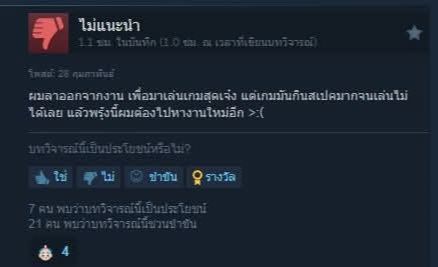 ไม่แนะนำ
1.1 ชม. ในบันทึก (1.0 ชม. ณ เวลาที่เขียนบทวิจารณ์)
โพสต์: 28 กุมภาพันธ์
ผมลาออกจากงาน เพื่อมาเล่นเกมสุดเจ๋ง แต่เกมมันกินสเปคมากจนเล่นไม่
ได้เลย แล้วพรุ้งนี้ผมต้องไปหางานใหม่อีก >:(
บทวิจารณ์นี้เป็นประโยชน์หรือไม่?
ใช่ ไม่ ขำขัน รางวัล
7 คน พบว่าบทวิจารณ์นี้เป็นประโยชน์
21 คน พบว่าบทวิจารณ์นี้ชวนขำขัน
4